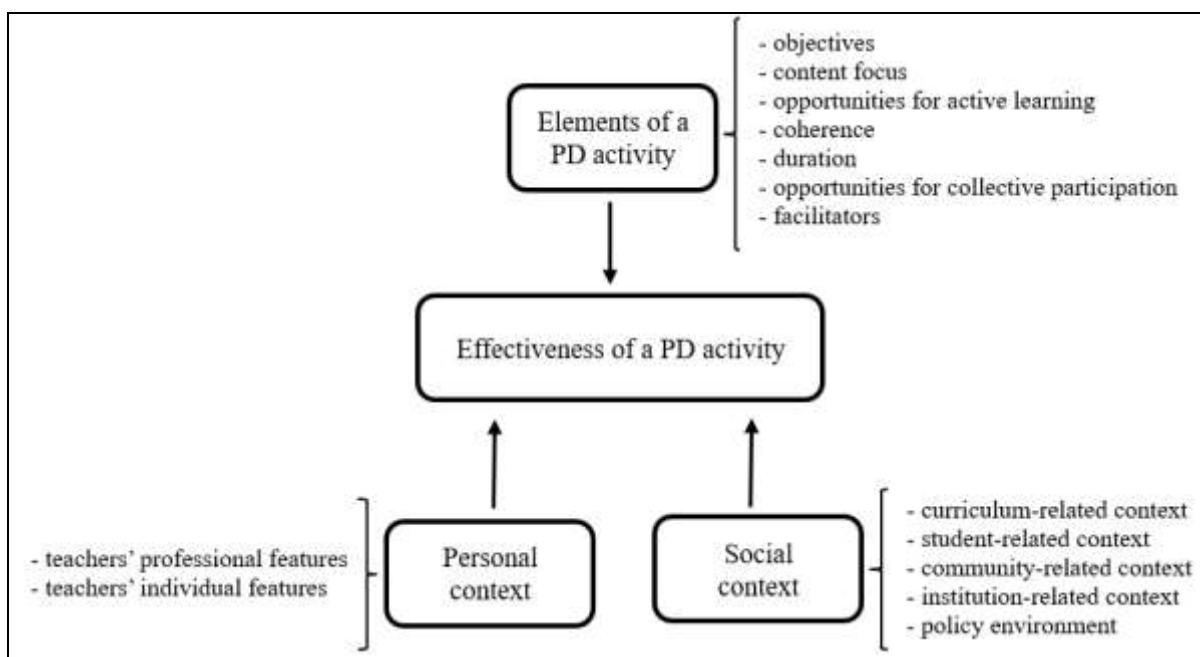 - objectives
- content focus
- opportunities for active learning
- coherence
- duration
- opportunities for collective participation
- facilitators
Elements of a
PD activity
Effectiveness of a PD activity
- teachers’ professional features
- teachers’ individual features
Personal
context
Social
context
- curriculum-related context
- student-related context
- community-related context
- institution-related context
- policy environment